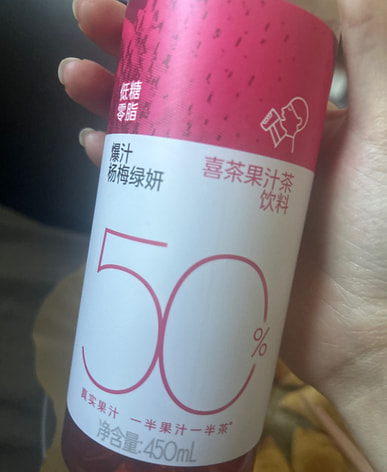 低糖
零脂
爆汁
杨梅绿妍
喜茶果汁茶
饮料
50%
真实果汁 一半果汁一半茶*
净含量:450mL